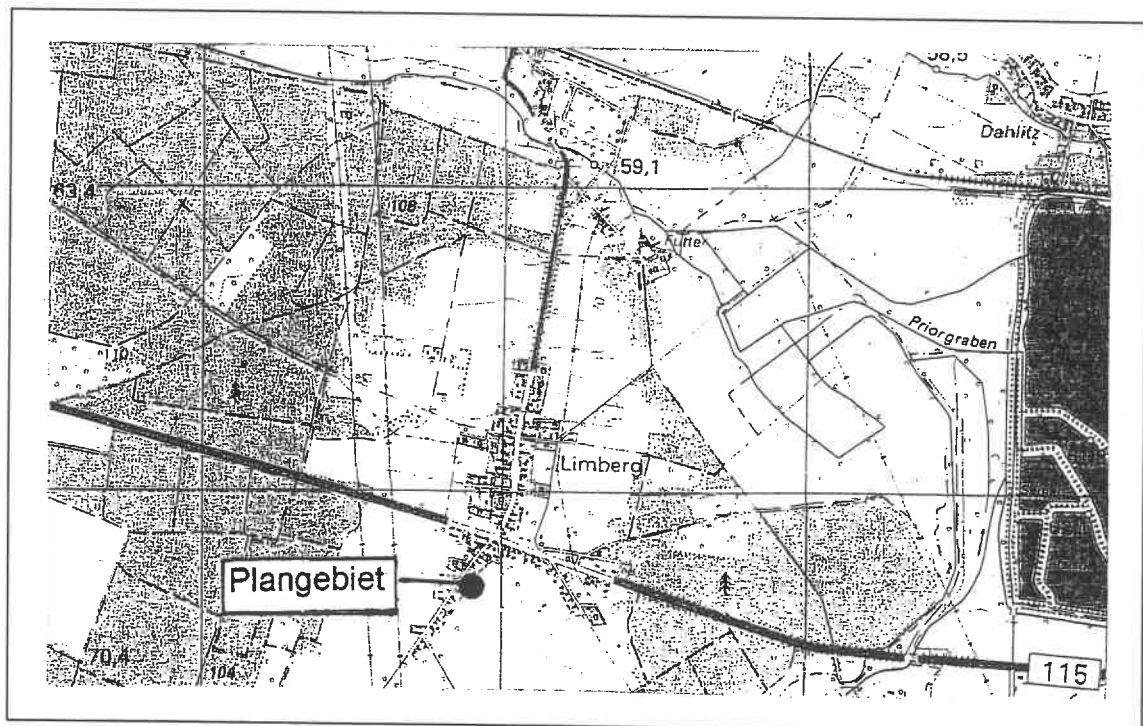 58,5
Dahlitz
59,1
63,4
108
Priorgraben
110
Limberg
Plangebiet
70,4
104
115